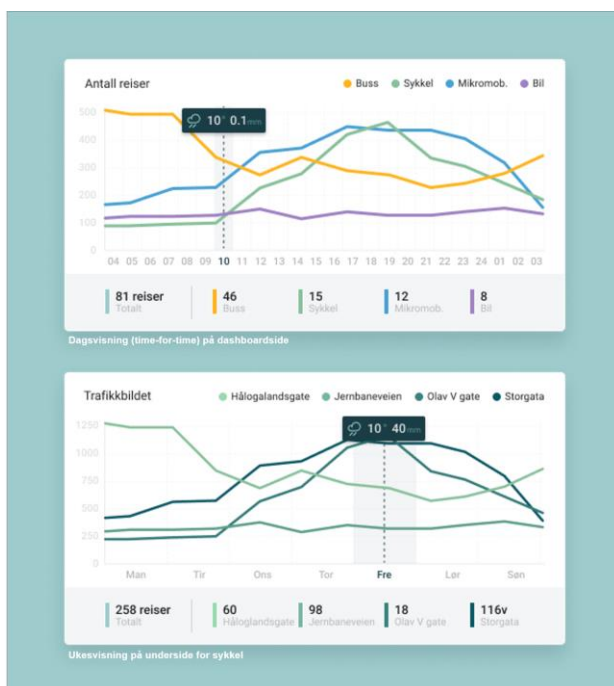 Antall reiser
Buss Sykkel Mikromob. Bil
500
10° 0.1mm
400
300
200
100
0
04 05 06 07 08 09 10 11 12 13 14 15 16 17 18 19 20 21 22 23 24 01 02 03
81 reiser 46 15 12 8
Totalt Buss Sykkel Mikromob. Bil
Dagsvisning (time-for-time) på dashboardside
Trafikkbildet
Hålogalandsgate Jernbaneveien Olav V gate Storgata
1250
10° 40mm
1000
750
500
250
0
Man Tir Ons Tor Fre Lør Søn
258 reiser 60 98 18 116v
Totalt Håloglandsgate Jernbaneveien Olav V gate Storgata
Ukesvisning på underside for sykkel